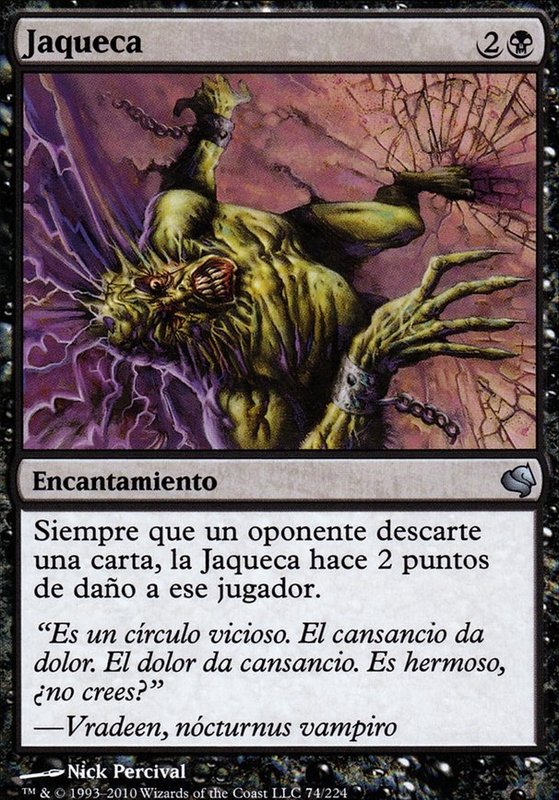 Jaqueca 2
Encantamiento
Siempre que un oponente descarte
una carta, la Jaqueca hace 2 puntos
de daño a ese jugador.
“Es un círculo vicioso. El cansancio da
dolor. El dolor da cansancio. Es hermoso,
¿no crees?”
—Vradeen, nócturnus vampiro
Nick Percival
™ & © 1993–2010 Wizards of the Coast LLC 74/224